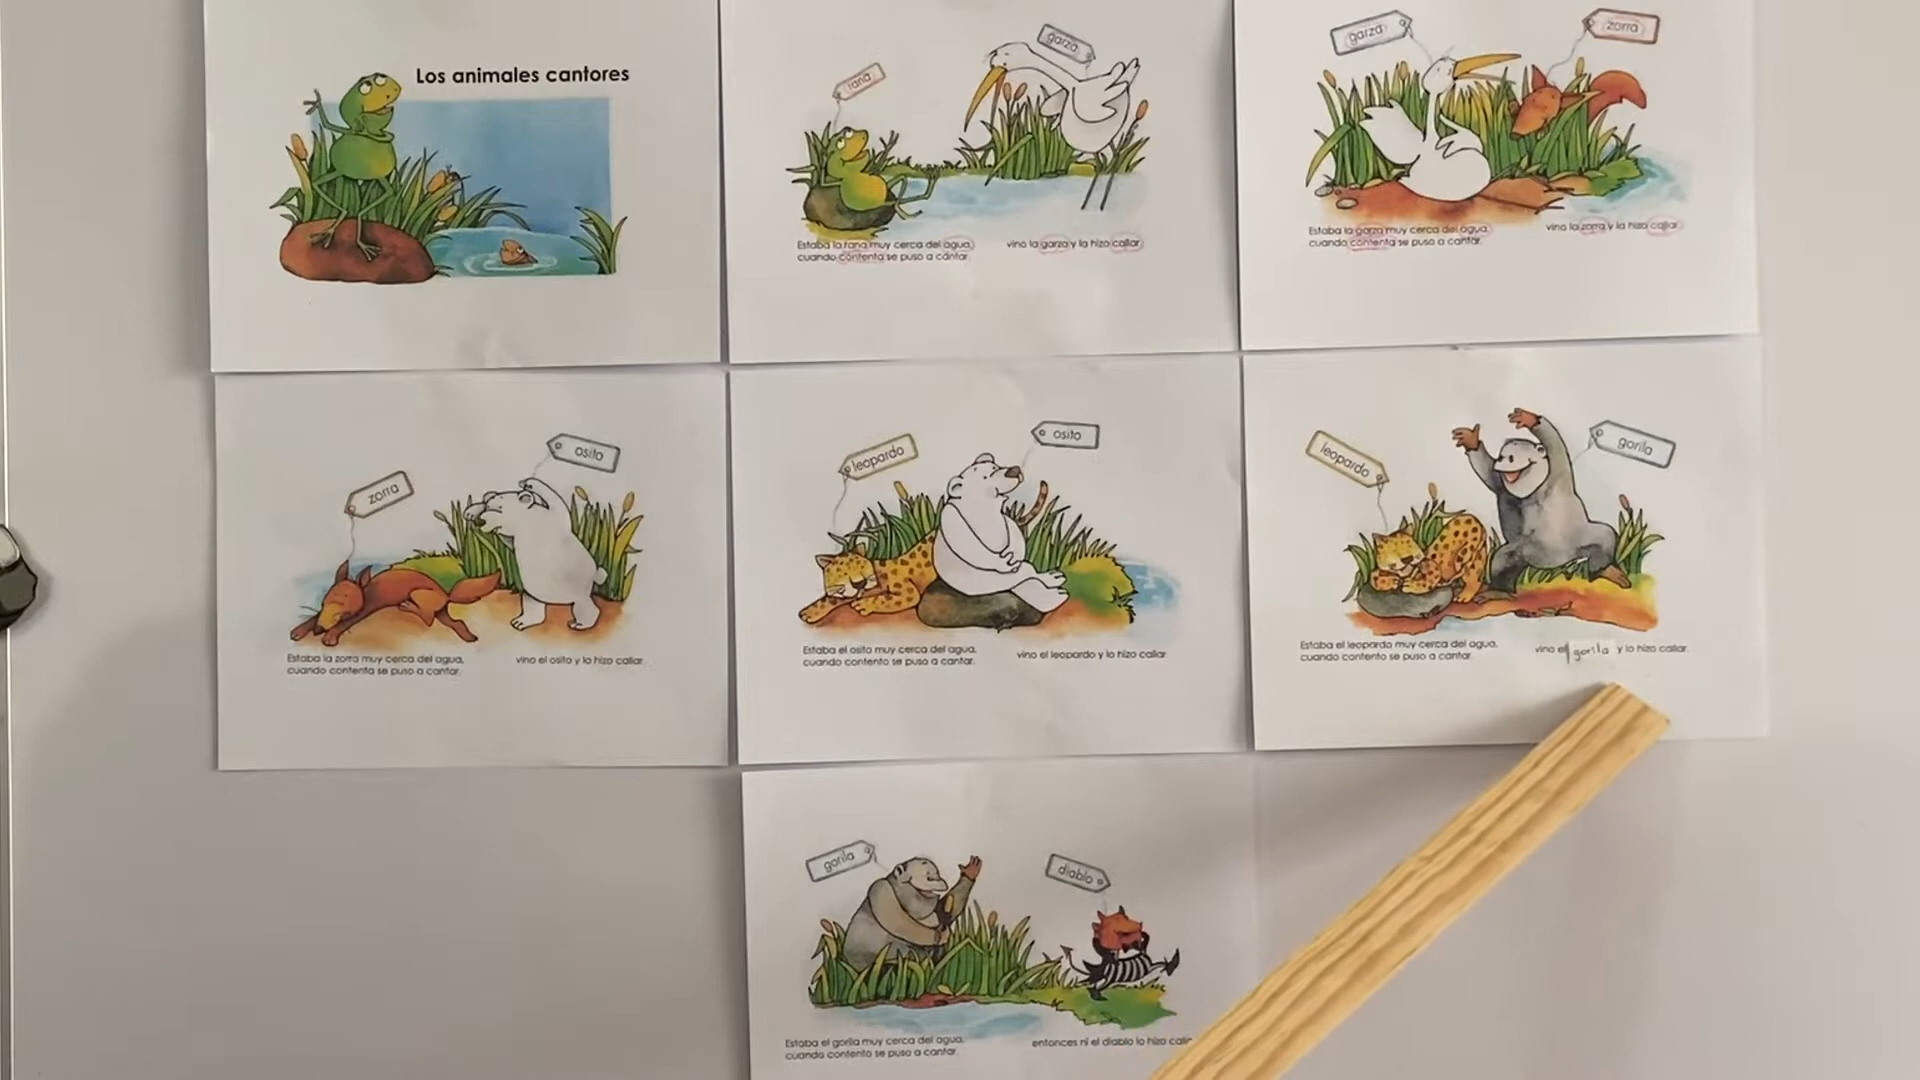 Los animales cantores
rana
garza
Estaba la rana muy cerca del agua,
cuando contenta se puso a cantar,
vino la garza y la hizo callar.
garza
zorra
Estaba la garza muy cerca del agua,
cuando contenta se puso a cantar,
vino la zorra y la hizo callar.
zorra
osito
Estaba la zorra muy cerca del agua,
cuando contenta se puso a cantar,
vino el osito y lo hizo callar.
leopardo
osito
Estaba el osito muy cerca del agua,
cuando contento se puso a cantar,
vino el leopardo y lo hizo callar
leopardo
gorila
Estaba el leopardo muy cerca del agua,
cuando contento se puso a cantar,
vino el gorila y lo hizo callar.
gorila
diablo
Estaba el gorila muy cerca del agua,
cuando contento se puso a cantar,
entonces ni el diablo lo hizo